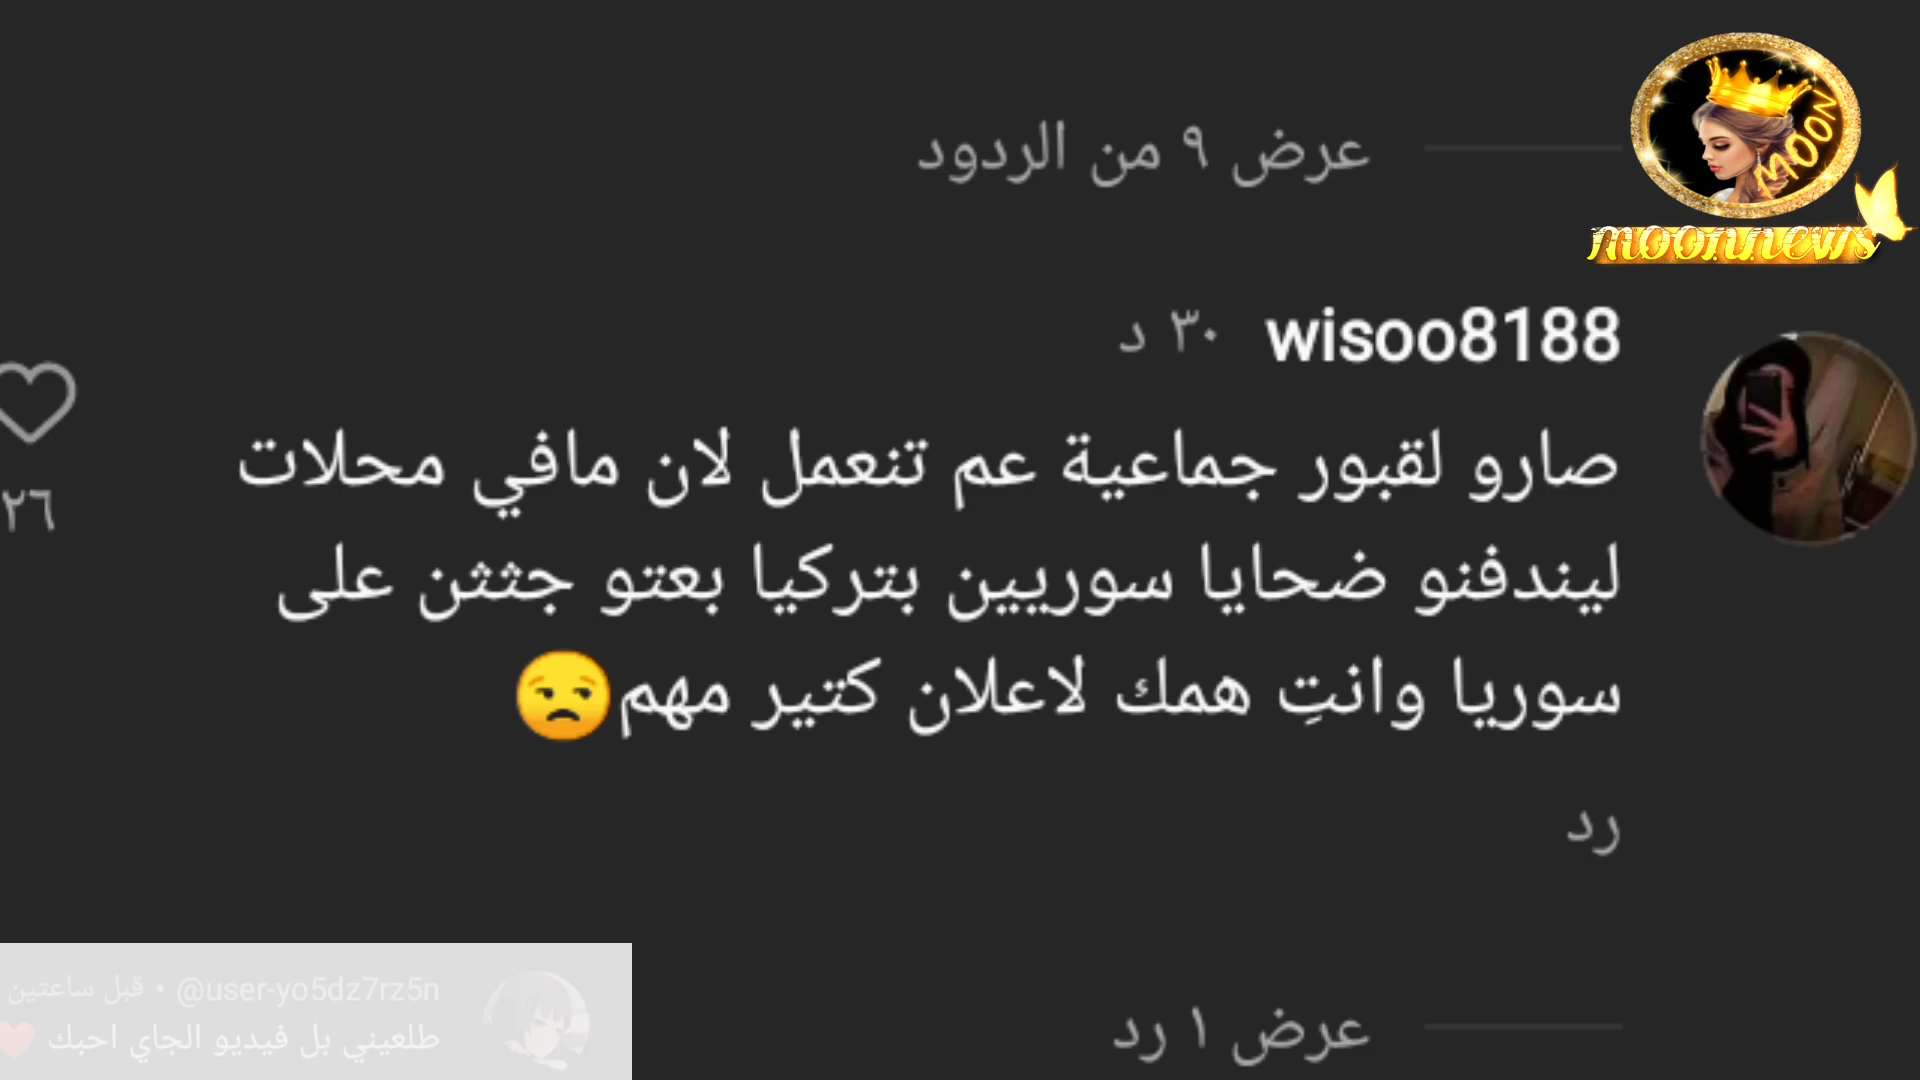 عرض ٩ من الردود
MOON
moonnews
wisoo8188 ٣٠ د
صارو لقبور جماعية عم تنعمل لان مافي محلات
ليندفنو ضحايا سوريين بتركيا بعتو جثثن على
سوريا وانتِ همك لاعلان كتير مهم😒
٢٦
رد
عرض ١ رد
@user-yo5dz7rz5n • قبل ساعتين
طلعيني بل فيديو الجاي احبك ❤️